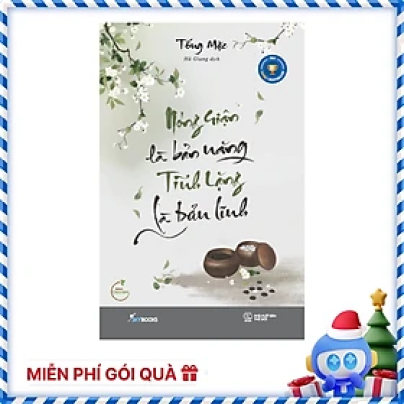 Tống Mặc
Hà Giang dịch
Nóng Giận
là bản năng
Tĩnh Lặng
là bản lĩnh
SKYBOOKS
MIỄN PHÍ GÓI QUÀ